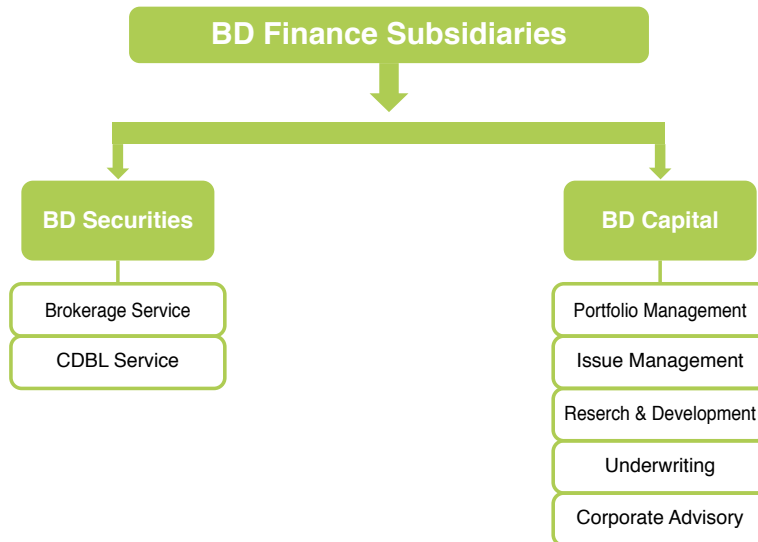 BD Finance Subsidiaries
BD Securities
Brokerage Service
CDBL Service
BD Capital
Portfolio Management
Issue Management
Reserch & Development
Underwriting
Corporate Advisory